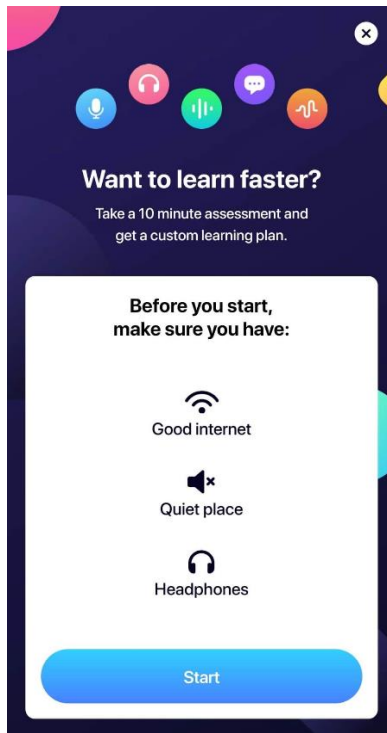 Want to learn faster?
Take a 10 minute assessment and
get a custom learning plan.
Before you start,
make sure you have:
Good internet
Quiet place
Headphones
Start